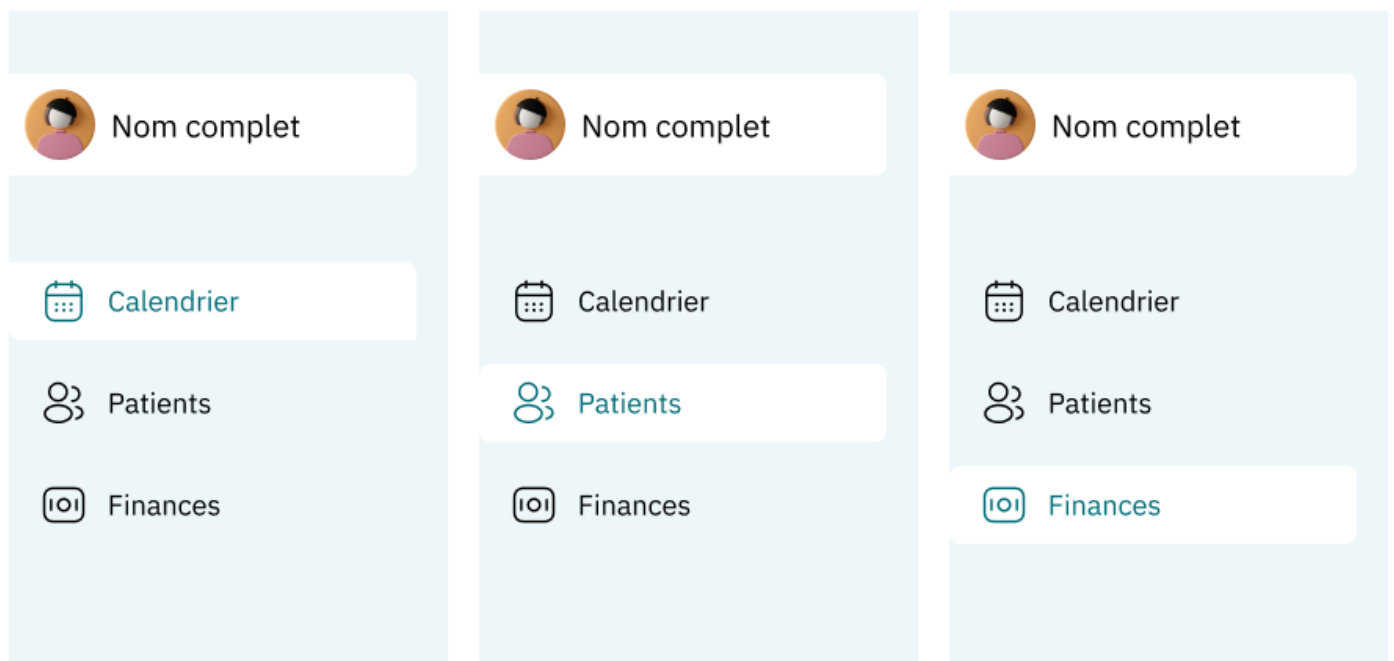 Nom complet
Calendrier
Patients
Finances
Nom complet
Calendrier
Patients
Finances
Nom complet
Calendrier
Patients
Finances